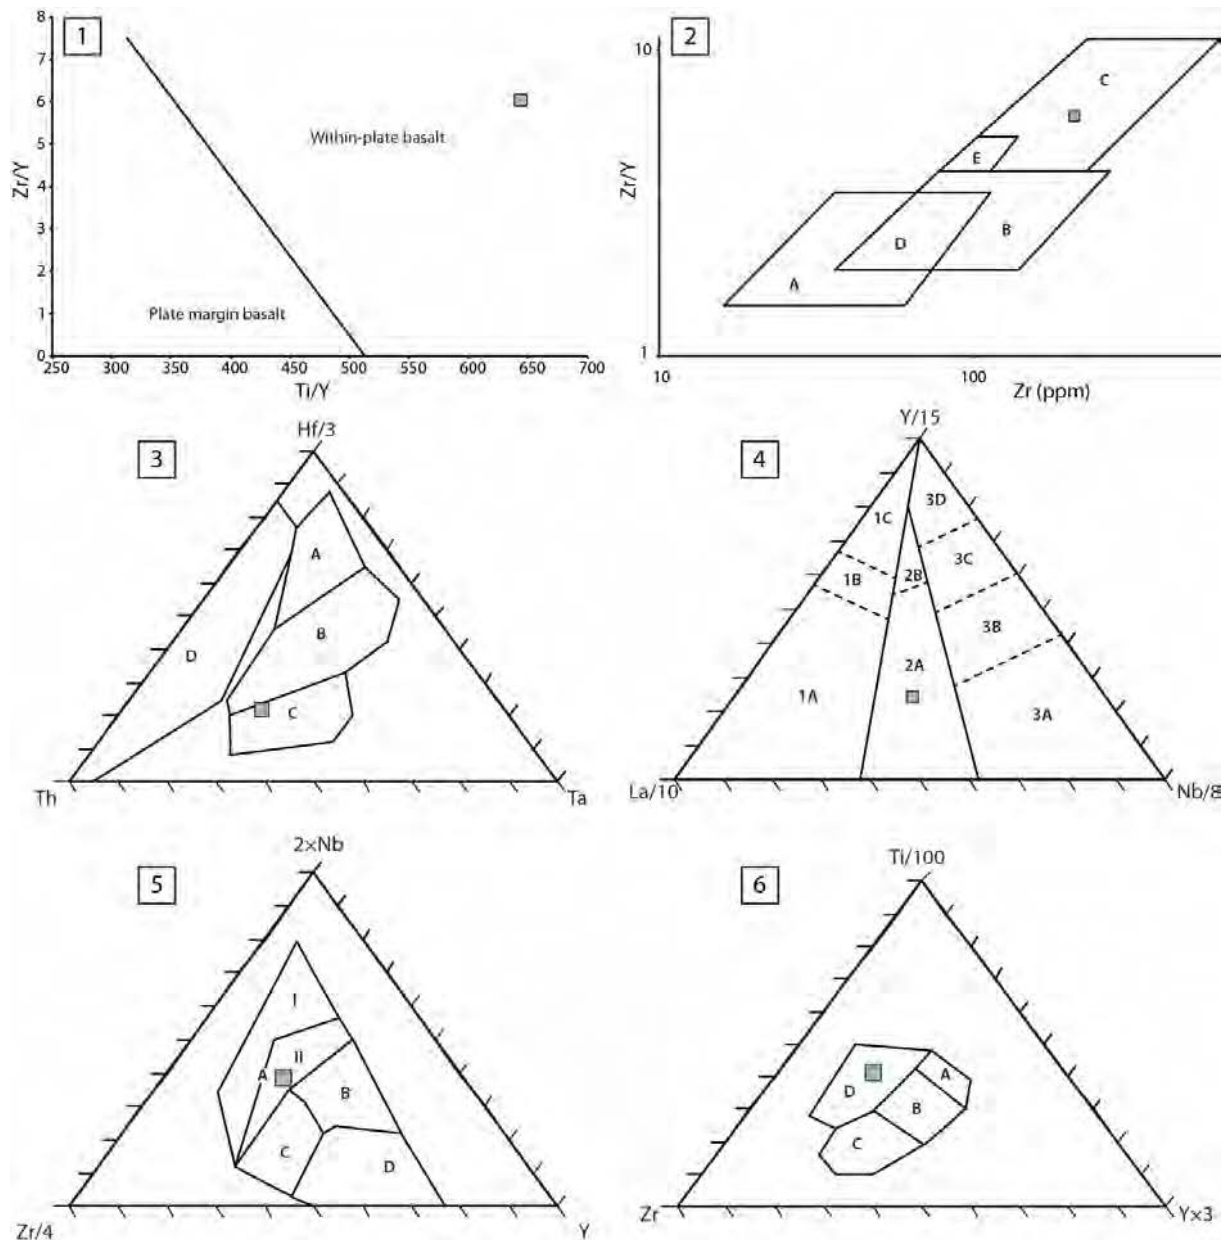 1
8
7
6
5
4
3
2
1
0
Zr/Y
Within-plate basalt
Plate margin basalt
250 300 350 400 450 500 550 600 650 700
Ti/Y
2
10
1
Zr/Y
C
E
B
D
A
10 100
Zr (ppm)
3
Hf/3
A
B
D
C
Th Ta
4
Y/15
3D
1C
3C
2B
1B
3B
2A
1A
3A
La/10 Nb/8
5
2×Nb
I
II
A
B
C
D
Zr/4 Y
6
Ti/100
A
D
B
C
Zr Y×3